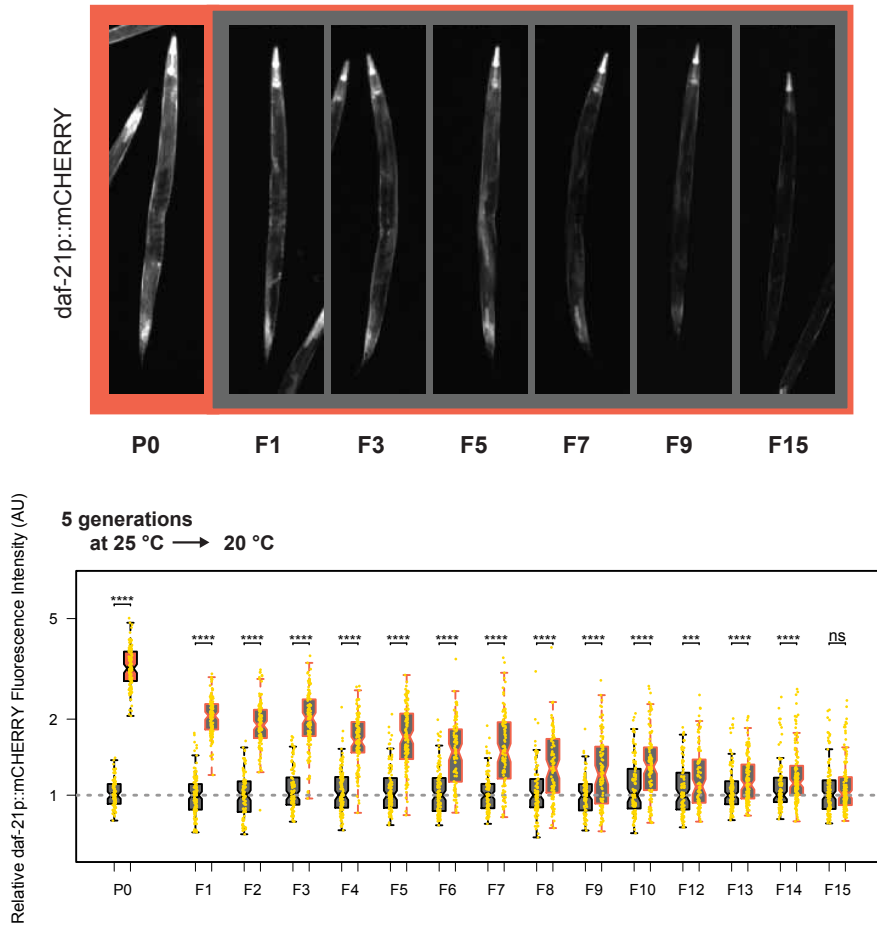 daf-21p::mCHERRY
P0 F1 F3 F5 F7 F9 F15
5 generations
at 25 °C → 20 °C
Relative daf-21p::mCHERRY Fluorescence Intensity (AU)
5
2
1
**** **** **** **** **** **** **** **** **** **** **** *** **** **** ns
P0 F1 F2 F3 F4 F5 F6 F7 F8 F9 F10 F12 F13 F14 F15